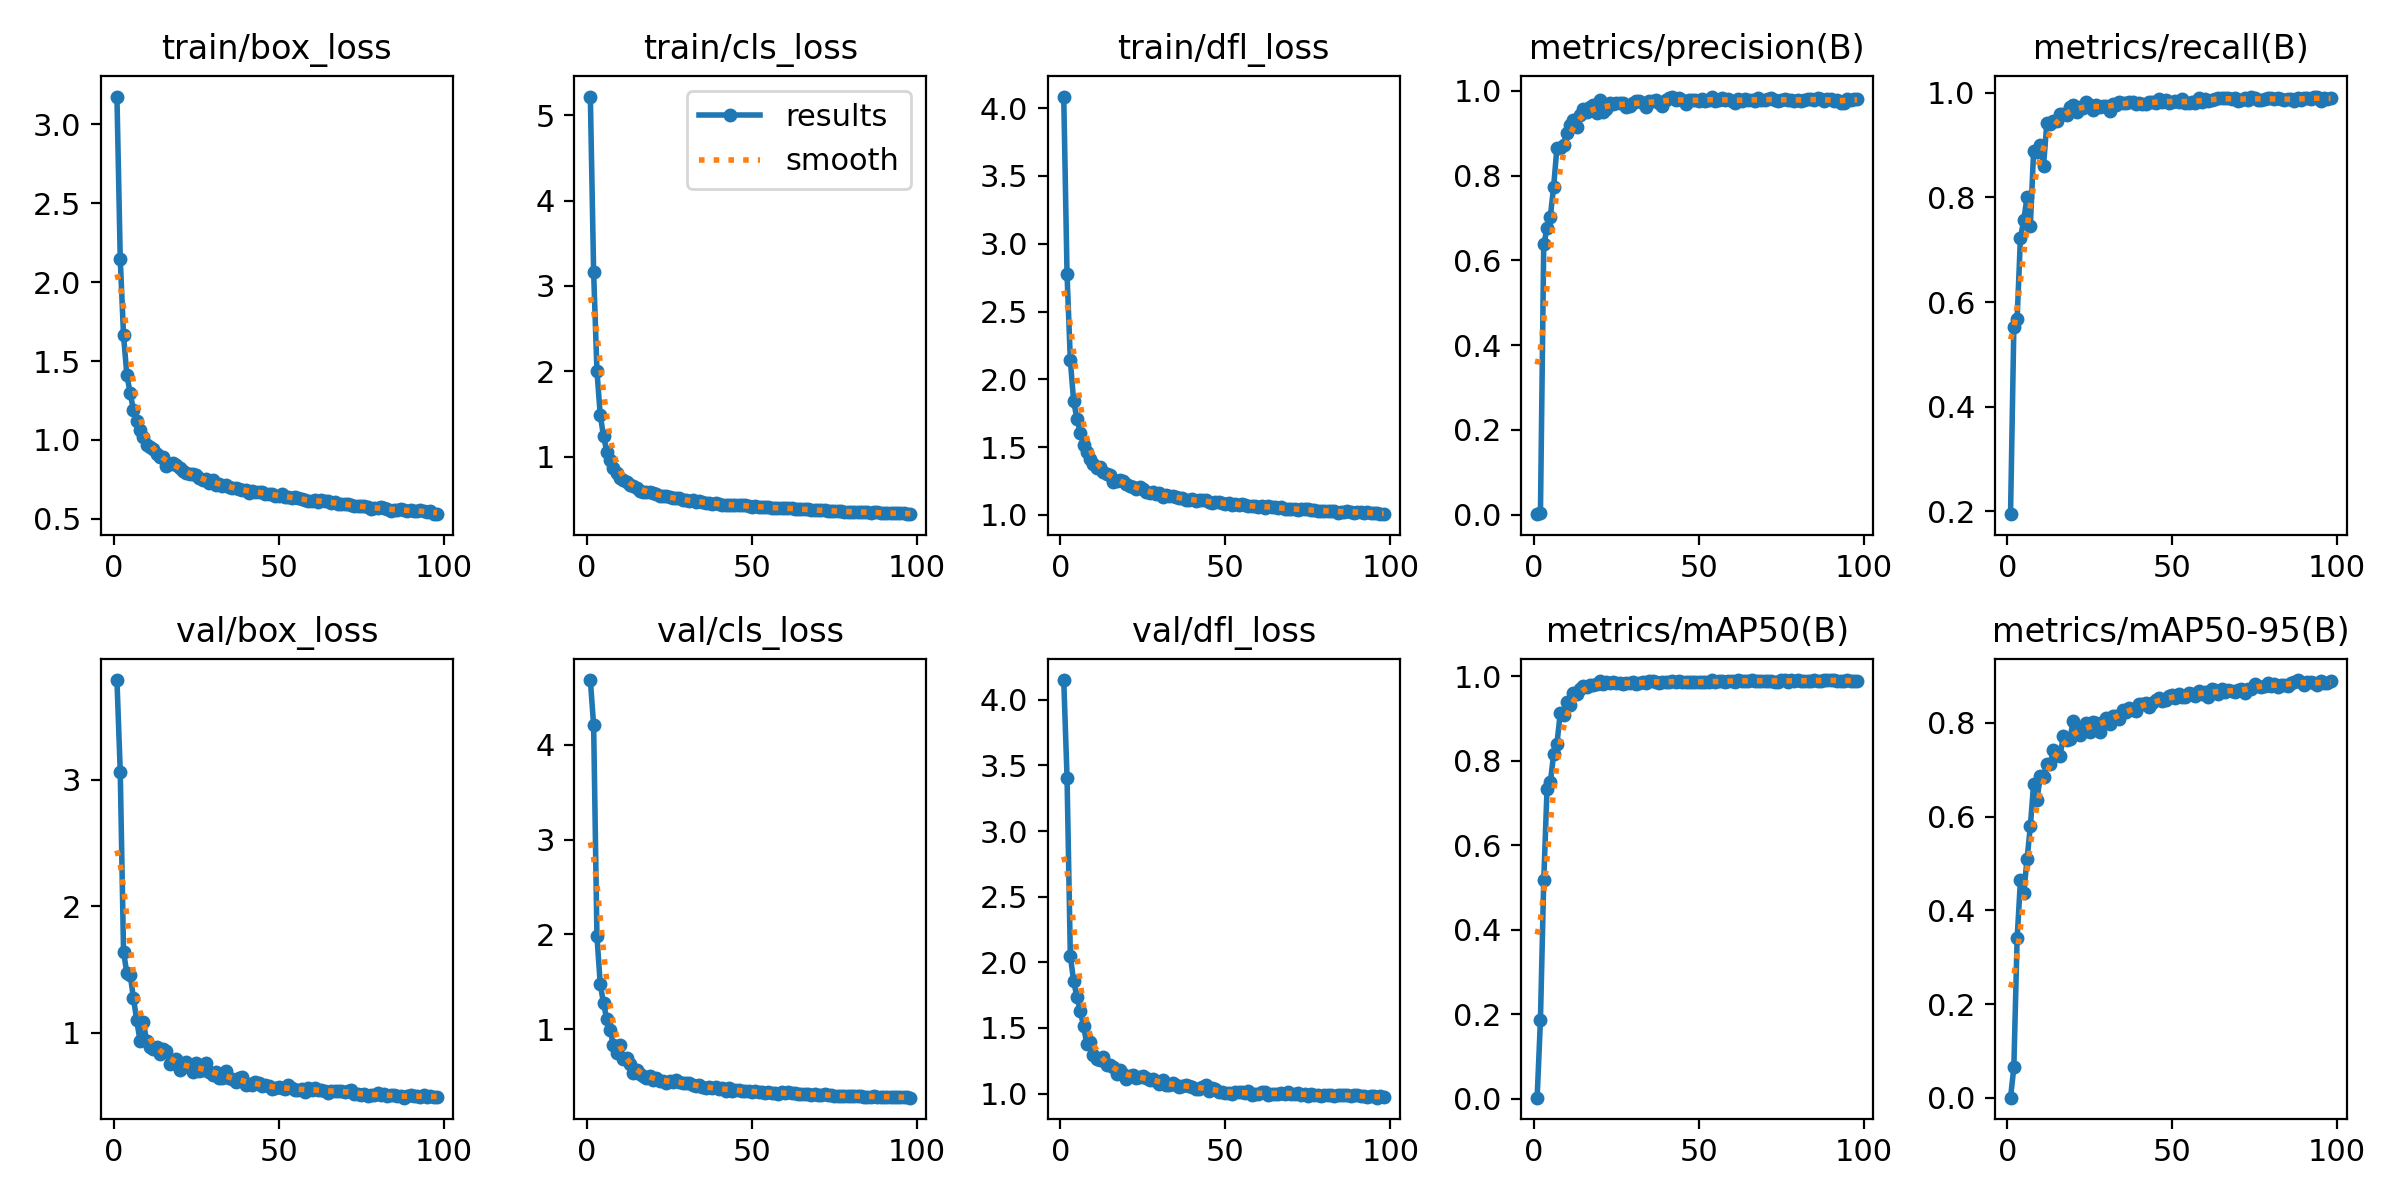 train/box_loss
3.0
2.5
2.0
1.5
1.0
0.5
0 50 100
train/cls_loss
results
smooth
5
4
3
2
1
0 50 100
train/dfl_loss
4.0
3.5
3.0
2.5
2.0
1.5
1.0
0 50 100
metrics/precision(B)
1.0
0.8
0.6
0.4
0.2
0.0
0 50 100
metrics/recall(B)
1.0
0.8
0.6
0.4
0.2
0 50 100
val/box_loss
3
2
1
0 50 100
val/cls_loss
4
3
2
1
0 50 100
val/dfl_loss
4.0
3.5
3.0
2.5
2.0
1.5
1.0
0 50 100
metrics/mAP50(B)
1.0
0.8
0.6
0.4
0.2
0.0
0 50 100
metrics/mAP50-95(B)
0.8
0.6
0.4
0.2
0.0
0 50 100